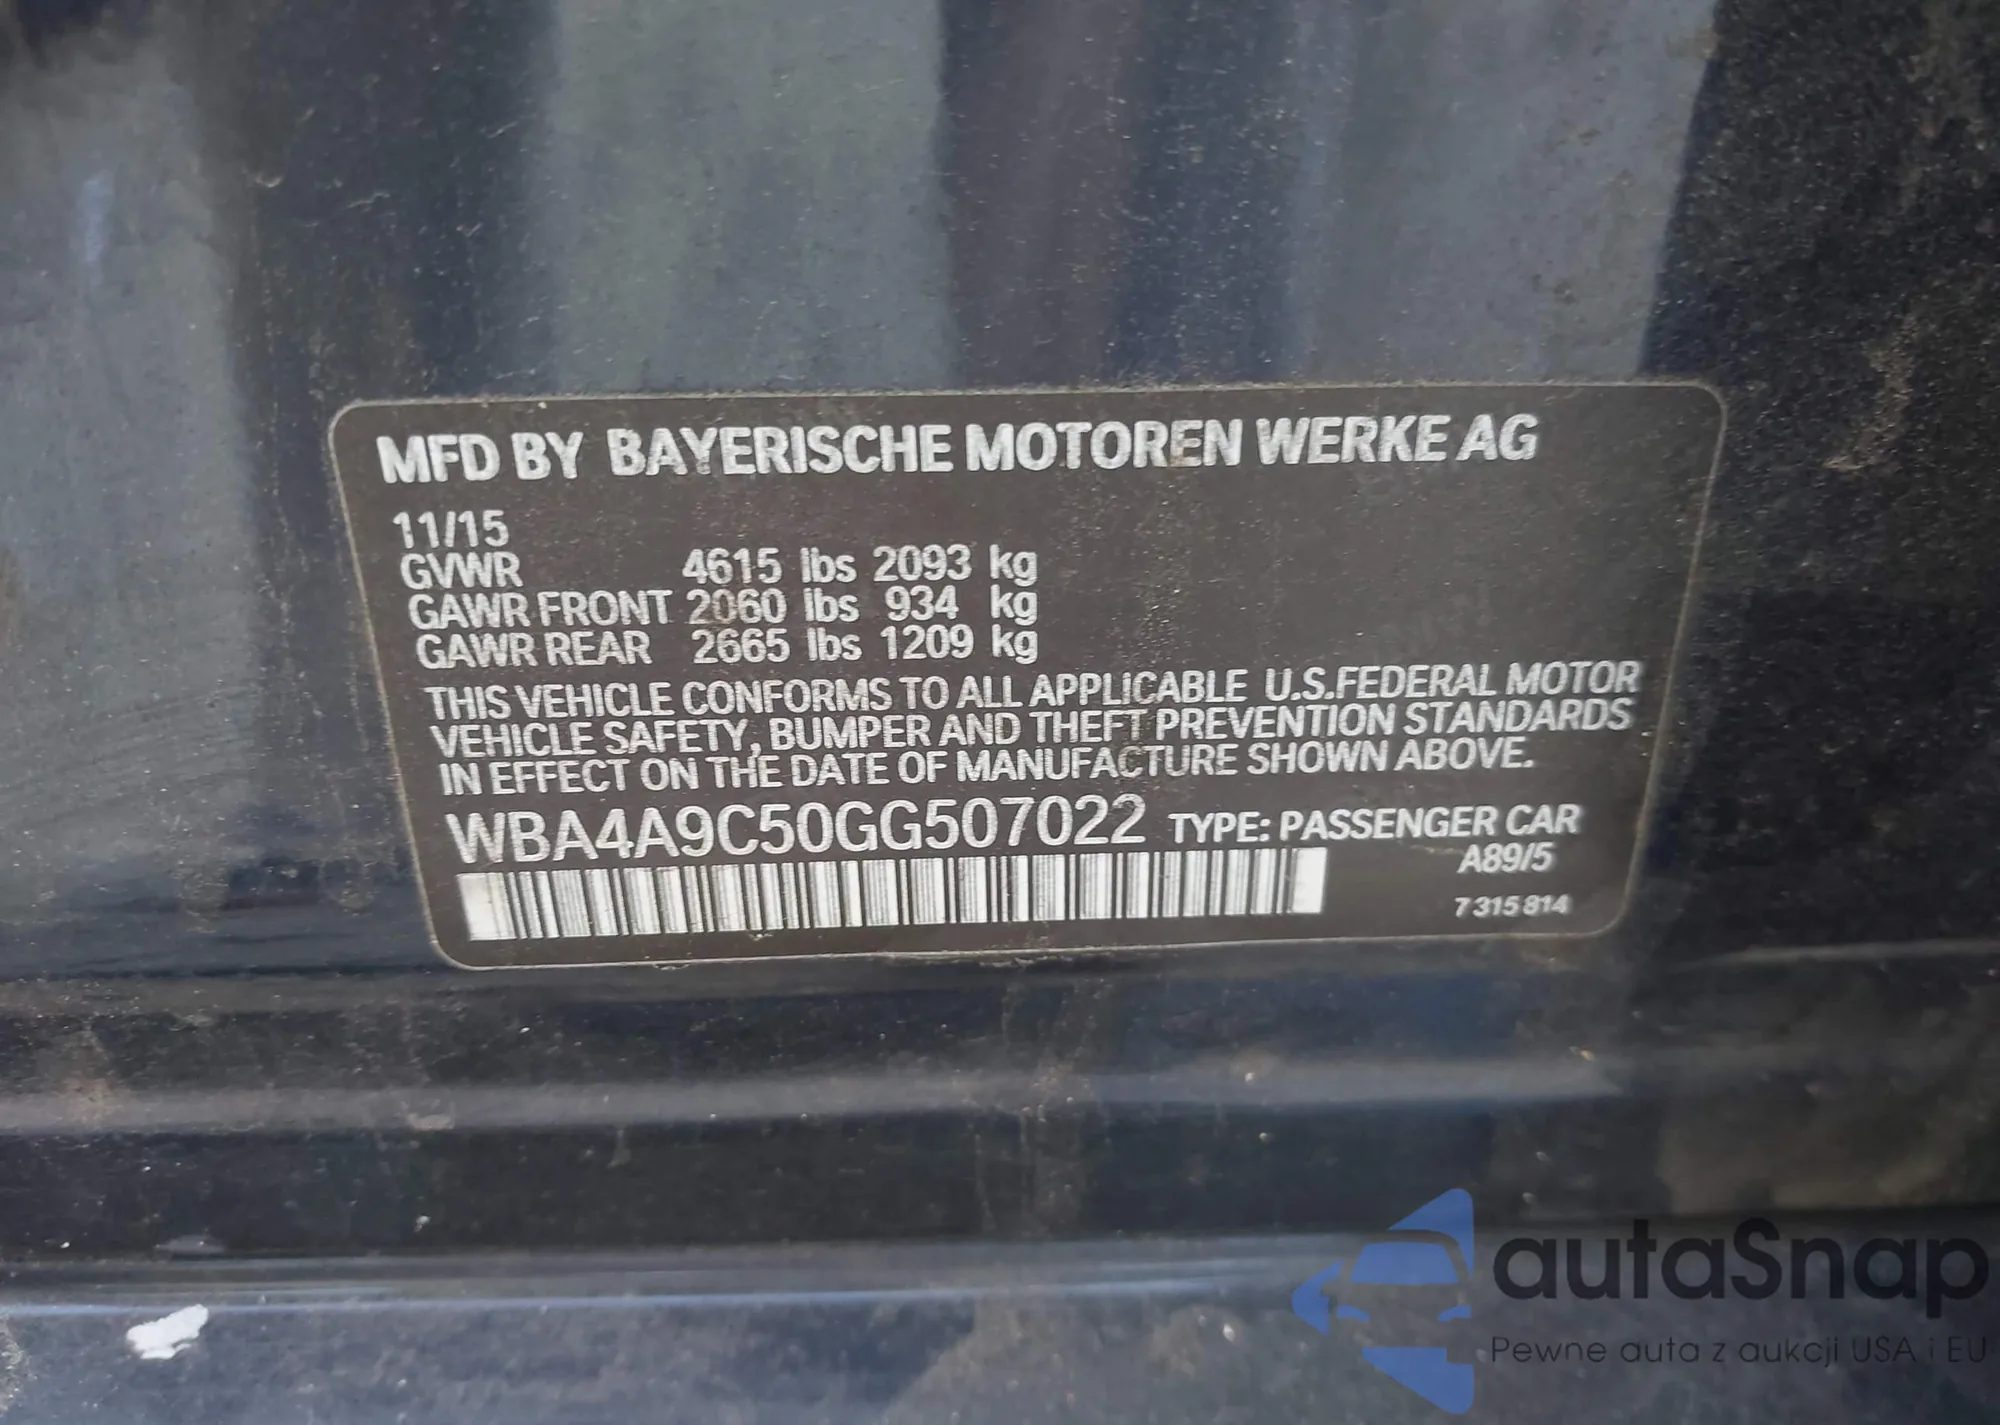 MFD BY BAYERISCHE MOTOREN WERKE AG
11/15
GVWR 4615 lbs 2093 kg
GAWR FRONT 2060 lbs 934 kg
GAWR REAR 2665 lbs 1209 kg
THIS VEHICLE CONFORMS TO ALL APPLICABLE U.S.FEDERAL MOTOR
VEHICLE SAFETY, BUMPER AND THEFT PREVENTION STANDARDS
IN EFFECT ON THE DATE OF MANUFACTURE SHOWN ABOVE.
WBA4A9C50GG507022 TYPE: PASSENGER CAR
A89/5
7 315 814
autaSnap
Pewne auta z aukcji USA i EU